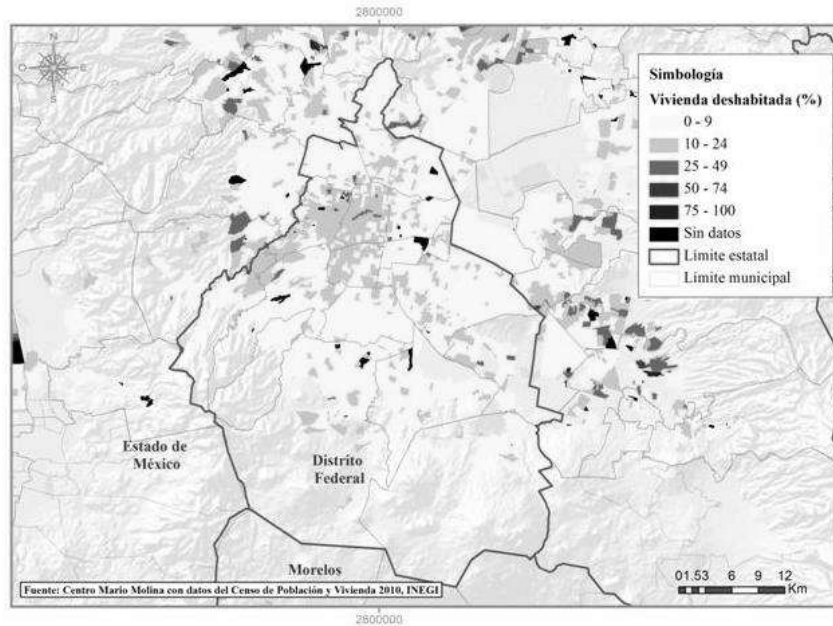 2800000
N
O E
S
Simbología
Vivienda deshabitada (%)
0 - 9
10 - 24
25 - 49
50 - 74
75 - 100
Sin datos
Límite estatal
Límite municipal
Estado de
México
Distrito
Federal
Morelos
Fuente: Centro Mario Molina con datos del Censo de Población y Vivienda 2010, INEGI
01.53 6 9 12
Km
2800000